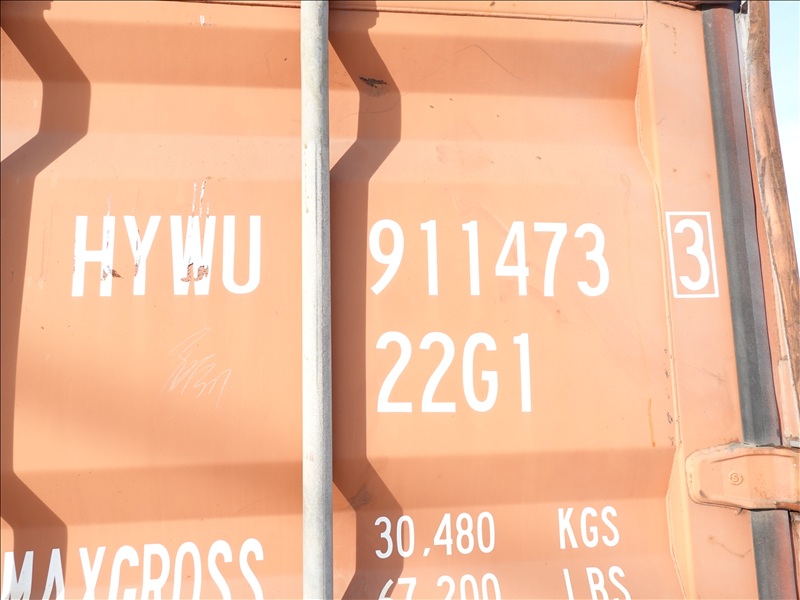 HYWU 911473 3
22G1
MAXGROSS 30,480 KGS
67,200 LBS